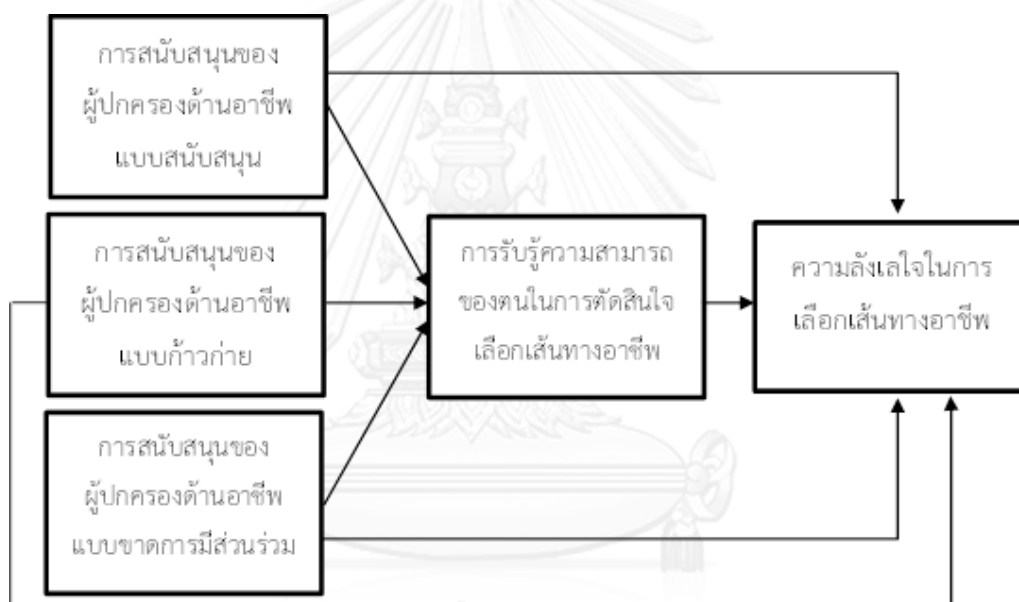 การสนับสนุนของ
ผู้ปกครองด้านอาชีพ
แบบสนับสนุน
การสนับสนุนของ
ผู้ปกครองด้านอาชีพ
แบบก้าวก่าย
การสนับสนุนของ
ผู้ปกครองด้านอาชีพ
แบบขาดการมีส่วนร่วม
การรับรู้ความสามารถ
ของตนในการตัดสินใจ
เลือกเส้นทางอาชีพ
ความลังเลใจในการ
เลือกเส้นทางอาชีพ